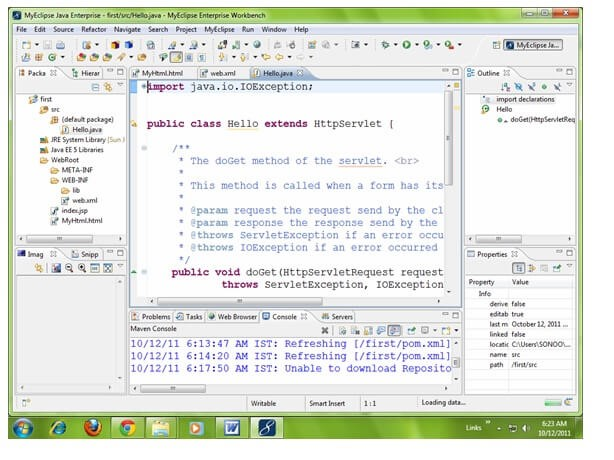 MyEclipse Java Enterprise - first/src/Hello.java - MyEclipse Enterprise Workbench
File Edit Source Refactor Navigate Search Project MyEclipse Run Window Help
MyEclipse Ja...
Packa
Hierar
first
src
(default package)
Hello.java
JRE System Library (Sun J
Java EE 5 Libraries
WebRoot
META-INF
WEB-INF
lib
web.xml
index.jsp
MyHtml.html
Imag
Snipp
MyHtml.html
web.xml
Hello.java
import java.io.IOException;
public class Hello extends HttpServlet {
/**
* The doGet method of the servlet. <br>
*
* This method is called when a form has its
*
* @param request the request send by the cl
* @param response the response send by the
* @throws ServletException if an error occu
* @throws IOException if an error occurred
*/
public void doGet(HttpServletRequest request
throws ServletException, IOException
Problems Tasks Web Browser Console Servers
Maven Console
10/12/11 6:13:47 AM IST: Refreshing [/first/pom.xml]
10/12/11 6:14:20 AM IST: Refreshing [/first/pom.xml]
10/12/11 6:17:50 AM IST: Unable to download Reposito
Outline
import declarations
Hello
doGet(HttpServletReq
Properties
Property Value
Info
derive false
editab true
last m October 12, 2011 ...
linked false
locatic C:\Users\SONOO\...
name src
path /first/src
Writable Smart Insert 1 : 1 Loading data...
Links
6:23 AM
10/12/2011